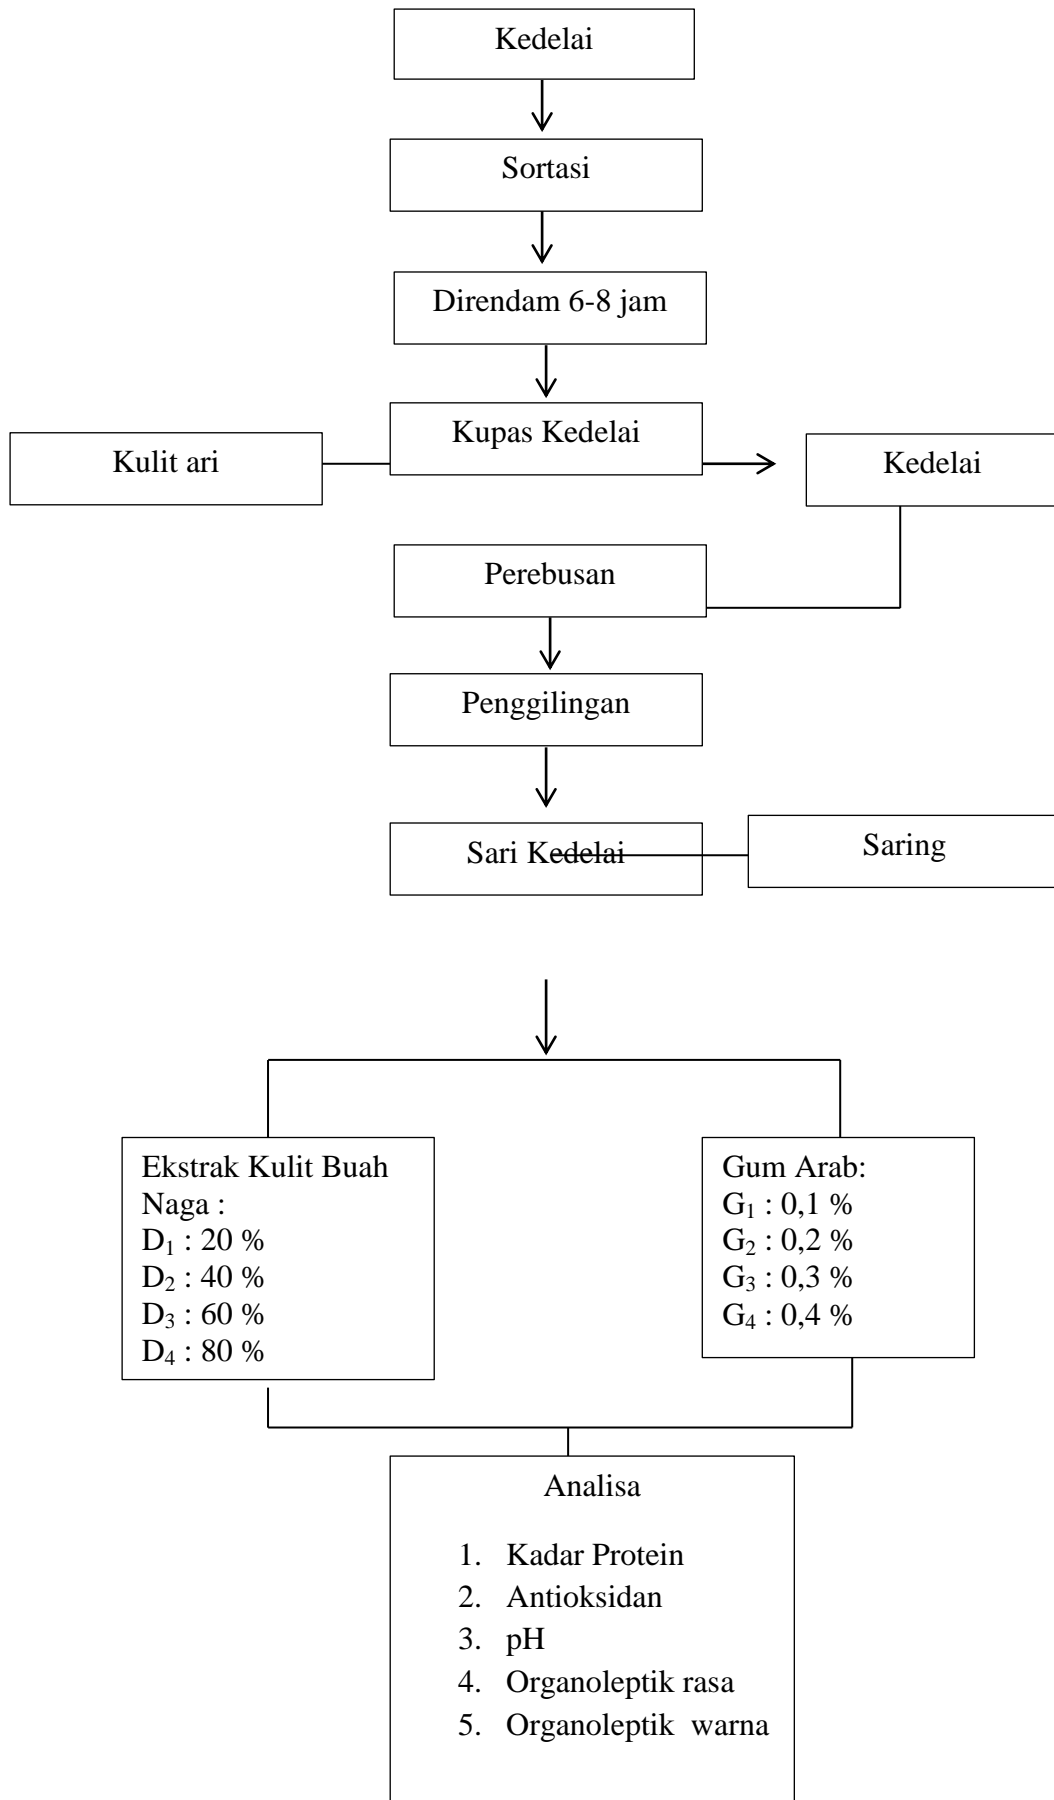 Kedelai
Sortasi
Direndam 6-8 jam
Kupas Kedelai
Kulit ari
Kedelai
Perebusan
Penggilingan
Sari Kedelai
Saring
Ekstrak Kulit Buah
Naga :
D₁ : 20 %
D₂ : 40 %
D₃ : 60 %
D₄ : 80 %
Gum Arab:
G₁ : 0,1 %
G₂ : 0,2 %
G₃ : 0,3 %
G₄ : 0,4 %
Analisa
1. Kadar Protein
2. Antioksidan
3. pH
4. Organoleptik rasa
5. Organoleptik warna